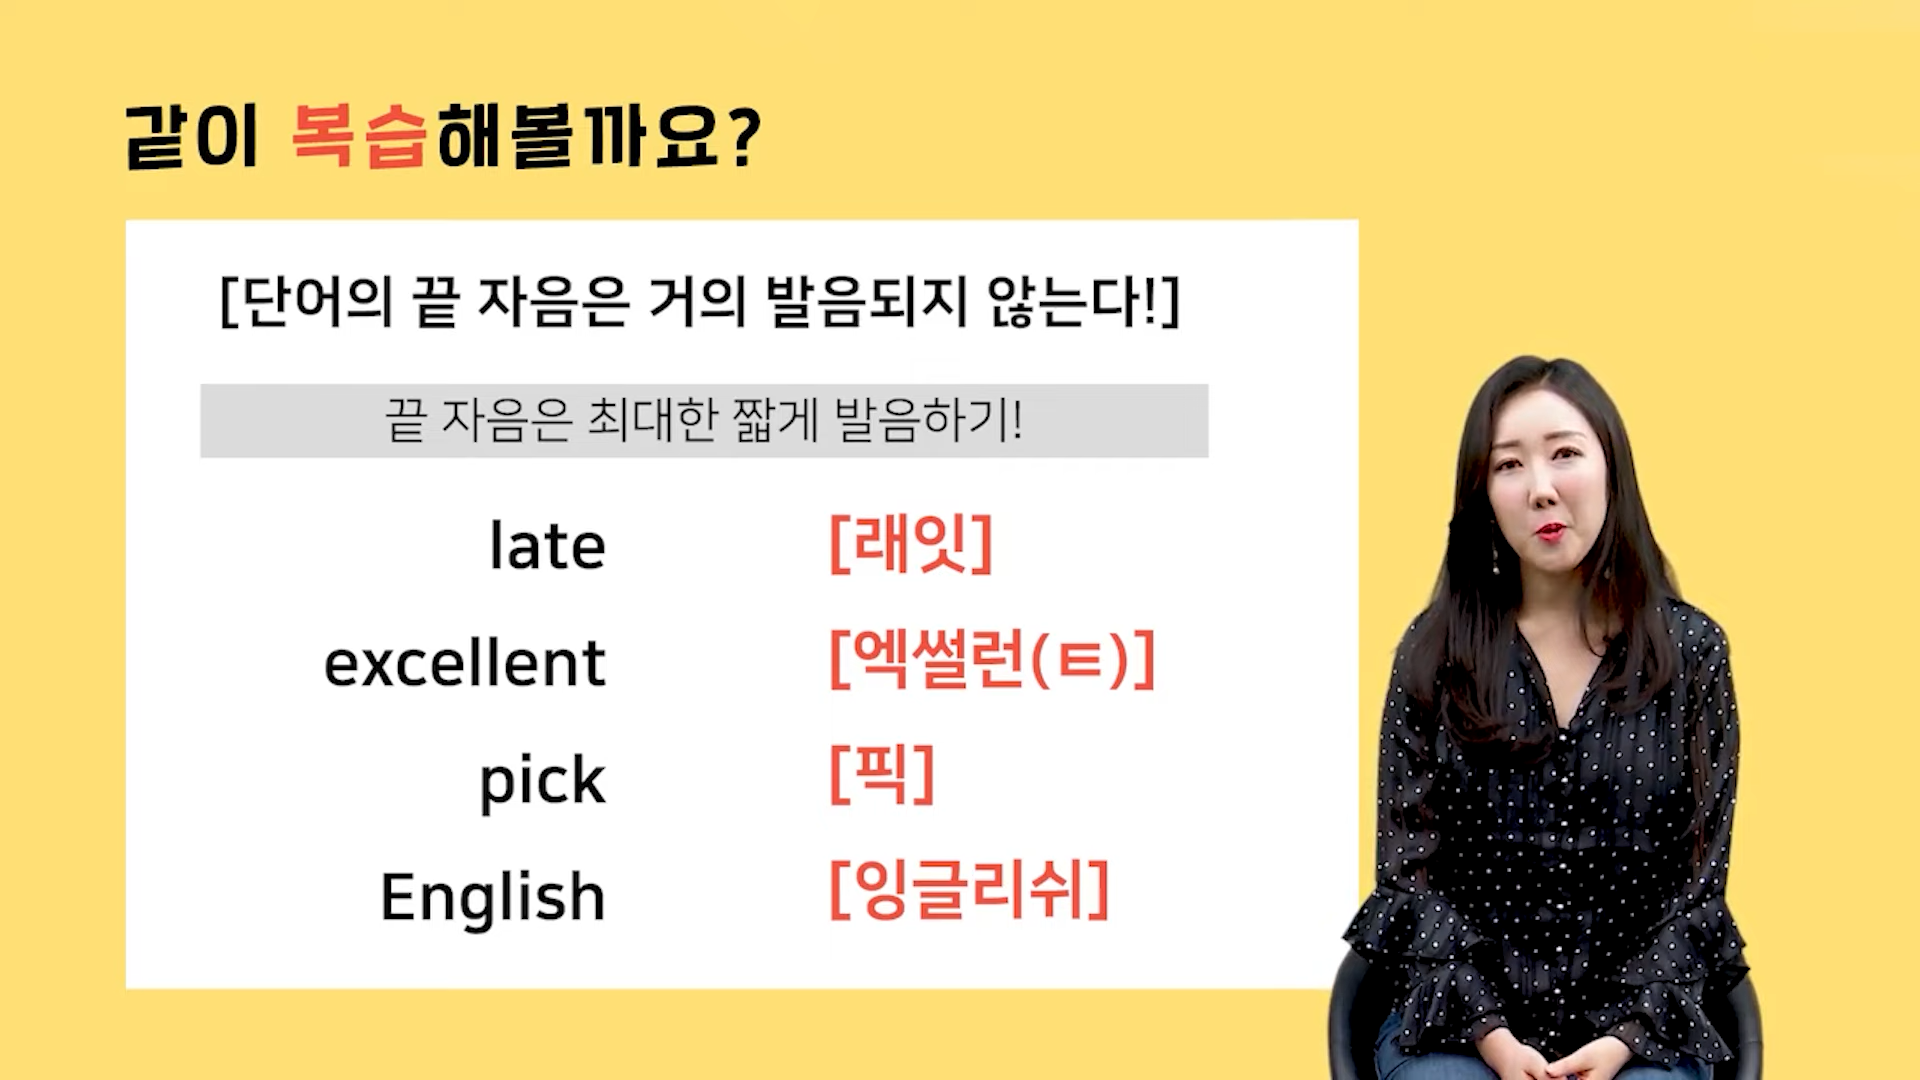 같이 복습해볼까요?
[단어의 끝 자음은 거의 발음되지 않는다!]
끝 자음은 최대한 짧게 발음하기!
late [래잇]
excellent [엑썰런(트)]
pick [픽]
English [잉글리쉬]